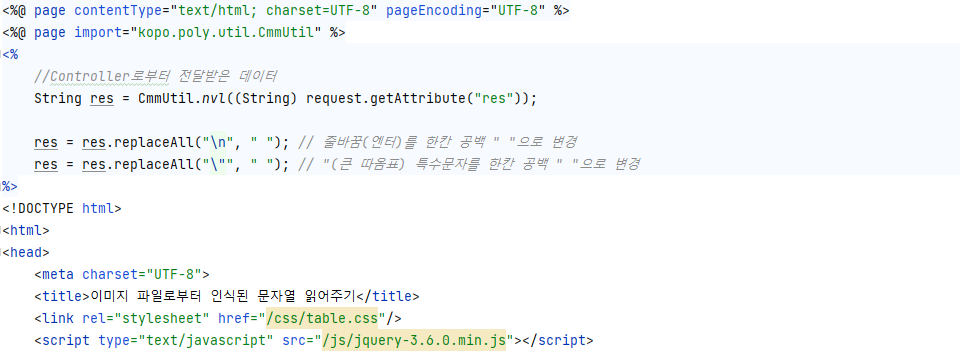 <%@ page contentType="text/html; charset=UTF-8" pageEncoding="UTF-8" %>
<%@ page import="kopo.poly.util.CmmUtil" %>
<%
    //Controller로부터 전달받은 데이터
    String res = CmmUtil.nvl((String) request.getAttribute("res"));

    res = res.replaceAll("\n", " "); // 줄바꿈(엔터)를 한칸 공백 " "으로 변경
    res = res.replaceAll("\"", " "); // "(큰 따옴표) 특수문자를 한칸 공백 " "으로 변경
%>
<!DOCTYPE html>
<html>
<head>
    <meta charset="UTF-8">
    <title>이미지 파일로부터 인식된 문자열 읽어주기</title>
    <link rel="stylesheet" href="/css/table.css"/>
    <script type="text/javascript" src="/js/jquery-3.6.0.min.js"></script>